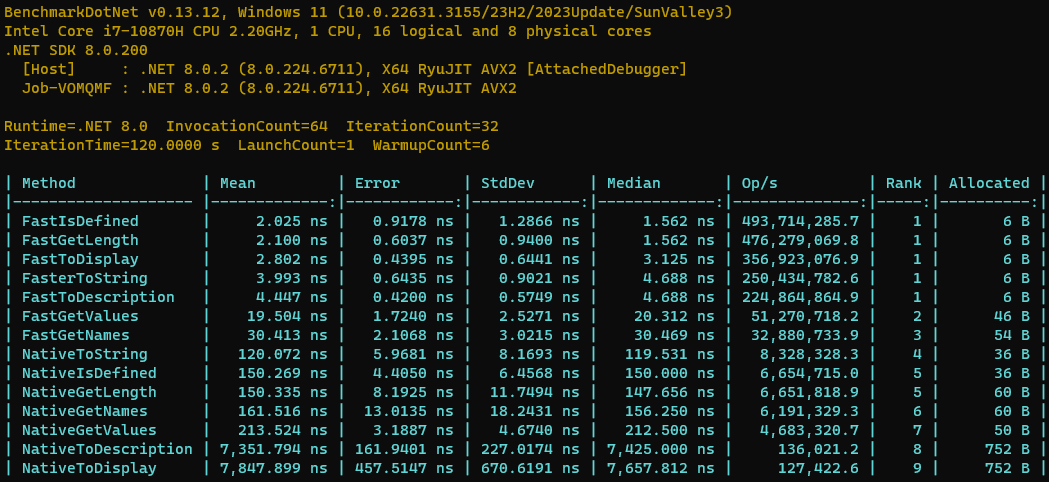 BenchmarkDotNet v0.13.12, Windows 11 (10.0.22631.3155/23H2/2023Update/SunValley3)
Intel Core i7-10870H CPU 2.20GHz, 1 CPU, 16 logical and 8 physical cores
.NET SDK 8.0.200
  [Host]     : .NET 8.0.2 (8.0.224.6711), X64 RyuJIT AVX2 [AttachedDebugger]
  Job-VOMQMF : .NET 8.0.2 (8.0.224.6711), X64 RyuJIT AVX2

Runtime=.NET 8.0  InvocationCount=64  IterationCount=32
IterationTime=120.0000 s  LaunchCount=1  WarmupCount=6

| Method              | Mean         | Error       | StdDev      | Median       | Op/s          | Rank | Allocated |
|-------------------- |-------------:|------------:|------------:|-------------:|--------------:|-----:|----------:|
| FastIsDefined       |     2.025 ns |   0.9178 ns |   1.2866 ns |     1.562 ns | 493,714,285.7 |    1 |       6 B |
| FastGetLength       |     2.100 ns |   0.6037 ns |   0.9400 ns |     1.562 ns | 476,279,069.8 |    1 |       6 B |
| FastToDisplay       |     2.802 ns |   0.4395 ns |   0.6441 ns |     3.125 ns | 356,923,076.9 |    1 |       6 B |
| FasterToString      |     3.993 ns |   0.6435 ns |   0.9021 ns |     4.688 ns | 250,434,782.6 |    1 |       6 B |
| FastToDescription   |     4.447 ns |   0.4200 ns |   0.5749 ns |     4.688 ns | 224,864,864.9 |    1 |       6 B |
| FastGetValues       |    19.504 ns |   1.7240 ns |   2.5271 ns |    20.312 ns |  51,270,718.2 |    2 |      46 B |
| FastGetNames        |    30.413 ns |   2.1068 ns |   3.0215 ns |    30.469 ns |  32,880,733.9 |    3 |      54 B |
| NativeToString      |   120.072 ns |   5.9681 ns |   8.1693 ns |   119.531 ns |   8,328,328.3 |    4 |      36 B |
| NativeIsDefined     |   150.269 ns |   4.4050 ns |   6.4568 ns |   150.000 ns |   6,654,715.0 |    5 |      36 B |
| NativeGetLength     |   150.335 ns |   8.1925 ns |  11.7494 ns |   147.656 ns |   6,651,818.9 |    5 |      60 B |
| NativeGetNames      |   161.516 ns |  13.0135 ns |  18.2431 ns |   156.250 ns |   6,191,329.3 |    6 |      60 B |
| NativeGetValues     |   213.524 ns |   3.1887 ns |   4.6740 ns |   212.500 ns |   4,683,320.7 |    7 |      50 B |
| NativeToDescription | 7,351.794 ns | 161.9401 ns | 227.0174 ns | 7,425.000 ns |     136,021.2 |    8 |     752 B |
| NativeToDisplay     | 7,847.899 ns | 457.5147 ns | 670.6191 ns | 7,657.812 ns |     127,422.6 |    9 |     752 B |